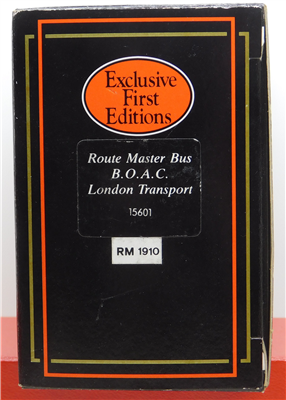 Exclusive
First
Editions
Route Master Bus
B.O.A.C.
London Transport
15601
RM 1910